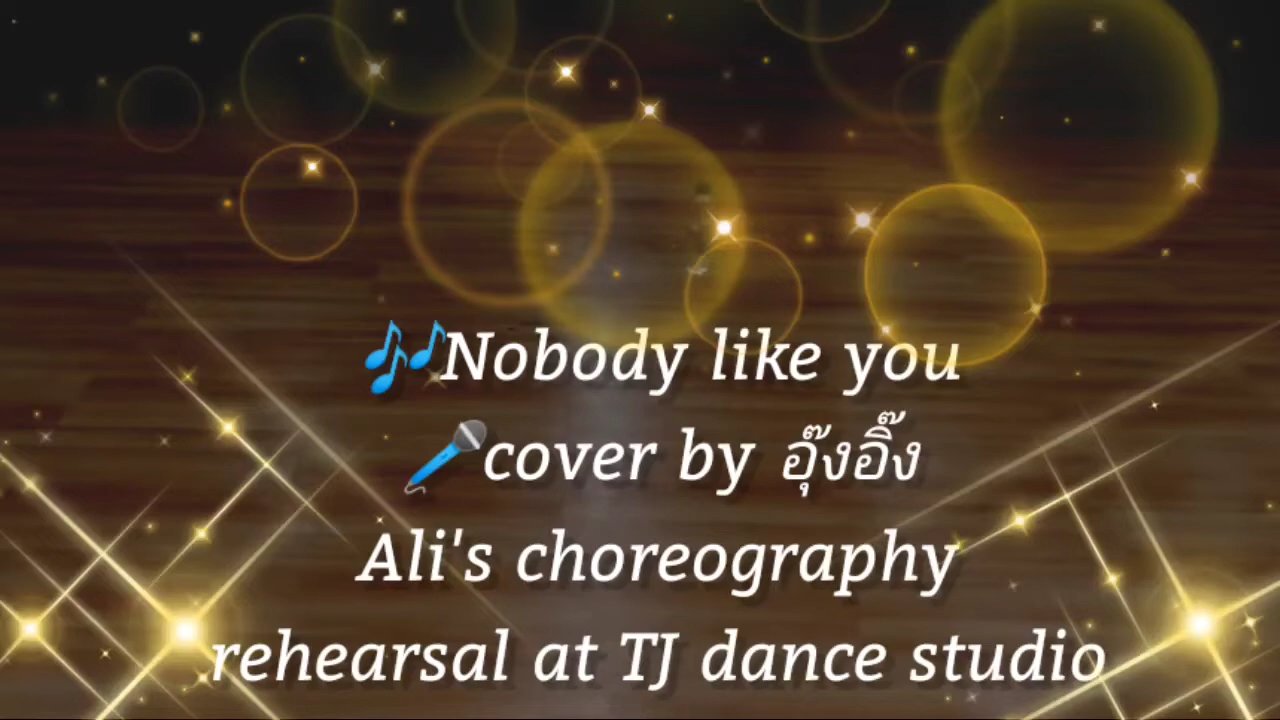 🎶Nobody like you
🎤cover by อุ๊งอิ๊ง
Ali's choreography
rehearsal at TJ dance studio